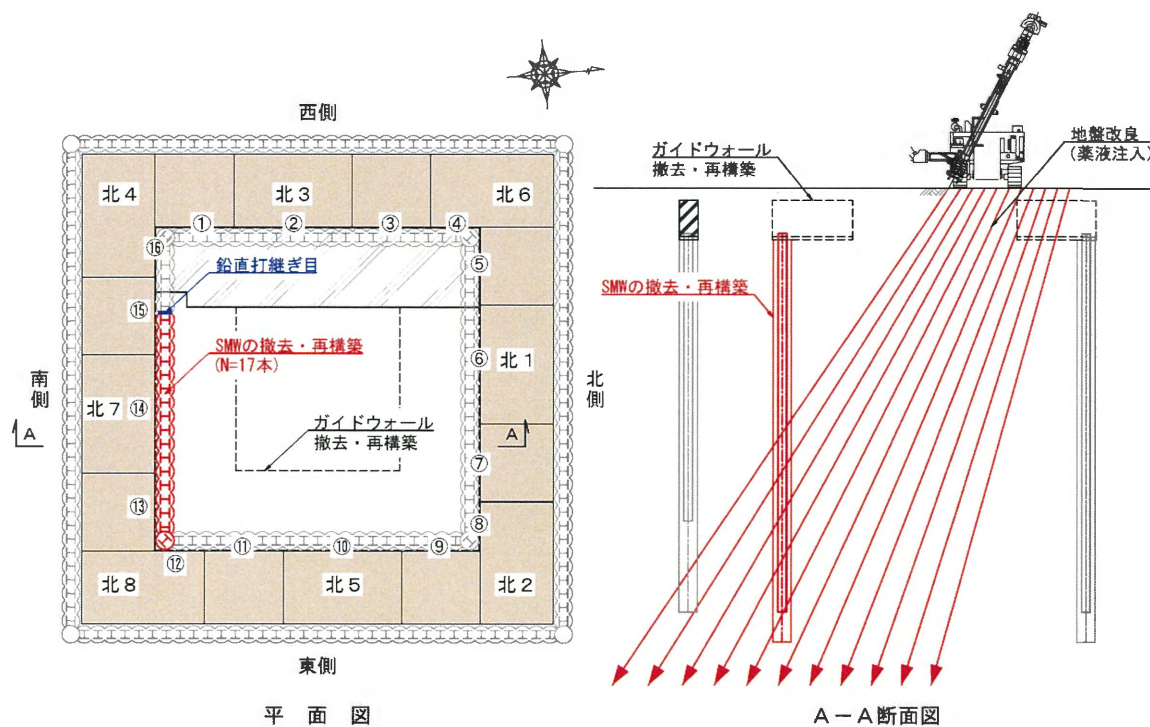 西側
北4
北3
北6
①
②
③
④
⑯
⑤
鉛直打継ぎ目
⑮
SMWの撤去・再構築
(N=17本)
⑥
北1
南側
北側
北7
⑭
A
A
ガイドウォール
撤去・再構築
⑦
⑬
⑧
⑫
⑪
⑩
⑨
北8
北5
北2
東側
平面図
ガイドウォール
撤去・再構築
地盤改良
(薬液注入)
SMWの撤去・再構築
A-A断面図